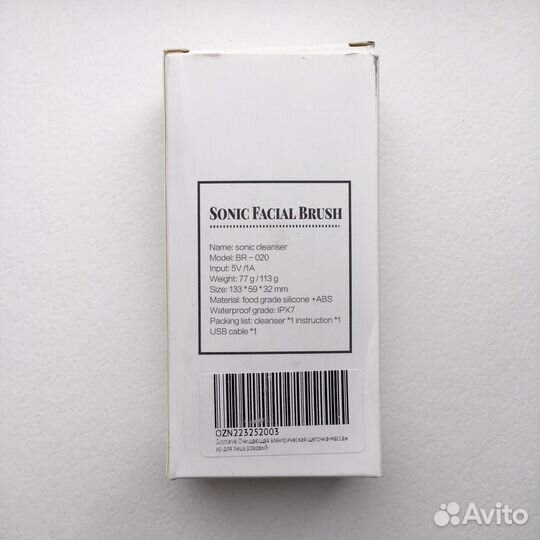 SONIC FACIAL BRUSH
Name: sonic cleanser
Model: BR - 020
Input: 5V/1A
Weight: 77 g / 113 g
Size: 133 * 59 * 32 mm
Material: food grade silicone +ABS
Waterproof grade: IPX7
Packing list: cleanser *1 instruction *1
USB cable *1
OZN223252003
Очищающая электрическая щеточка-массаж
ер для лица розовый
Avito